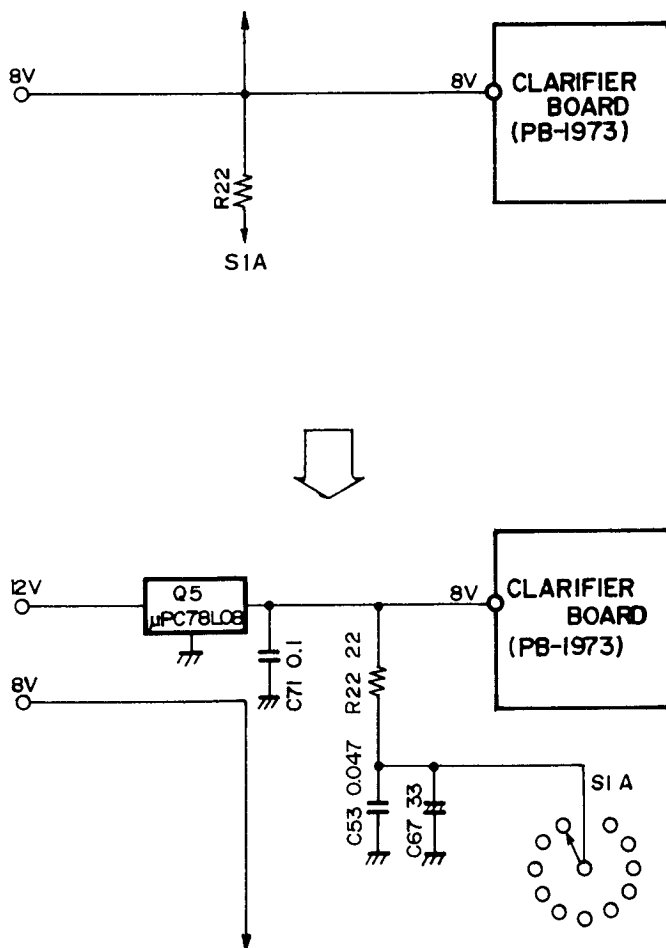 8V
8V
CLARIFIER
BOARD
(PB-1973)
R22
S1A
12V
Q5
µPC78L08
8V
CLARIFIER
BOARD
(PB-1973)
C71 0.1
R22 22
8V
C53 0.047
C67 33
S1A